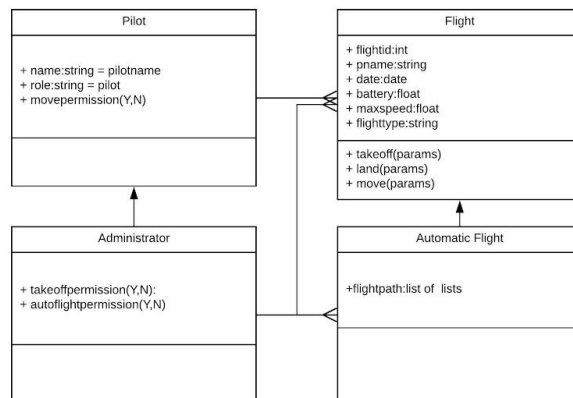 Pilot
+ name:string = pilotname
+ role:string = pilot
+ movepermission(Y,N)
Flight
+ flightid:int
+ pname:string
+ date:date
+ battery:float
+ maxspeed:float
+ flighttype:string
+ takeoff(params)
+ land(params)
+ move(params)
Administrator
+ takeoffpermission(Y,N):
+ autoflightpermission(Y,N)
Automatic Flight
+flightpath:list of lists